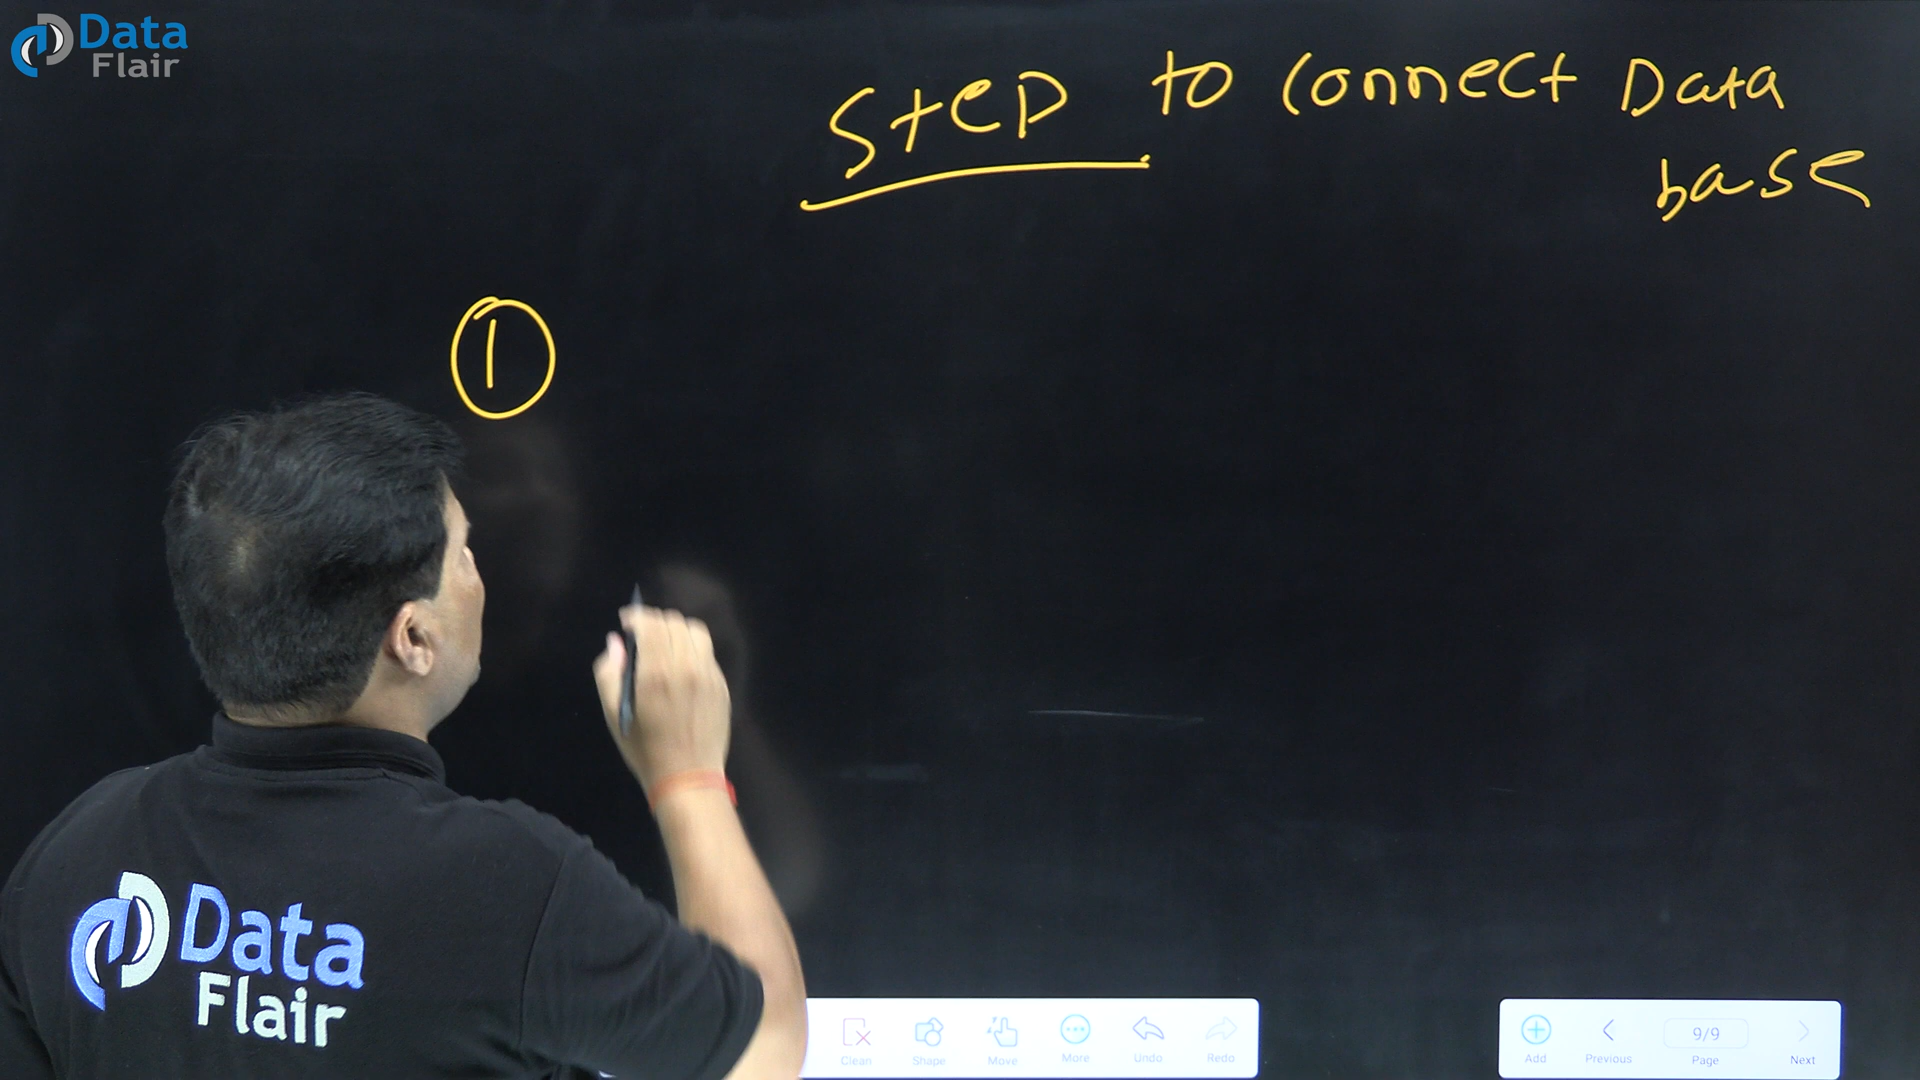 Data
Flair
Step to Connect Data
base
1
Data
Flair
Clean Shape Move More Undo Redo
Add Previous 9/9 Page Next